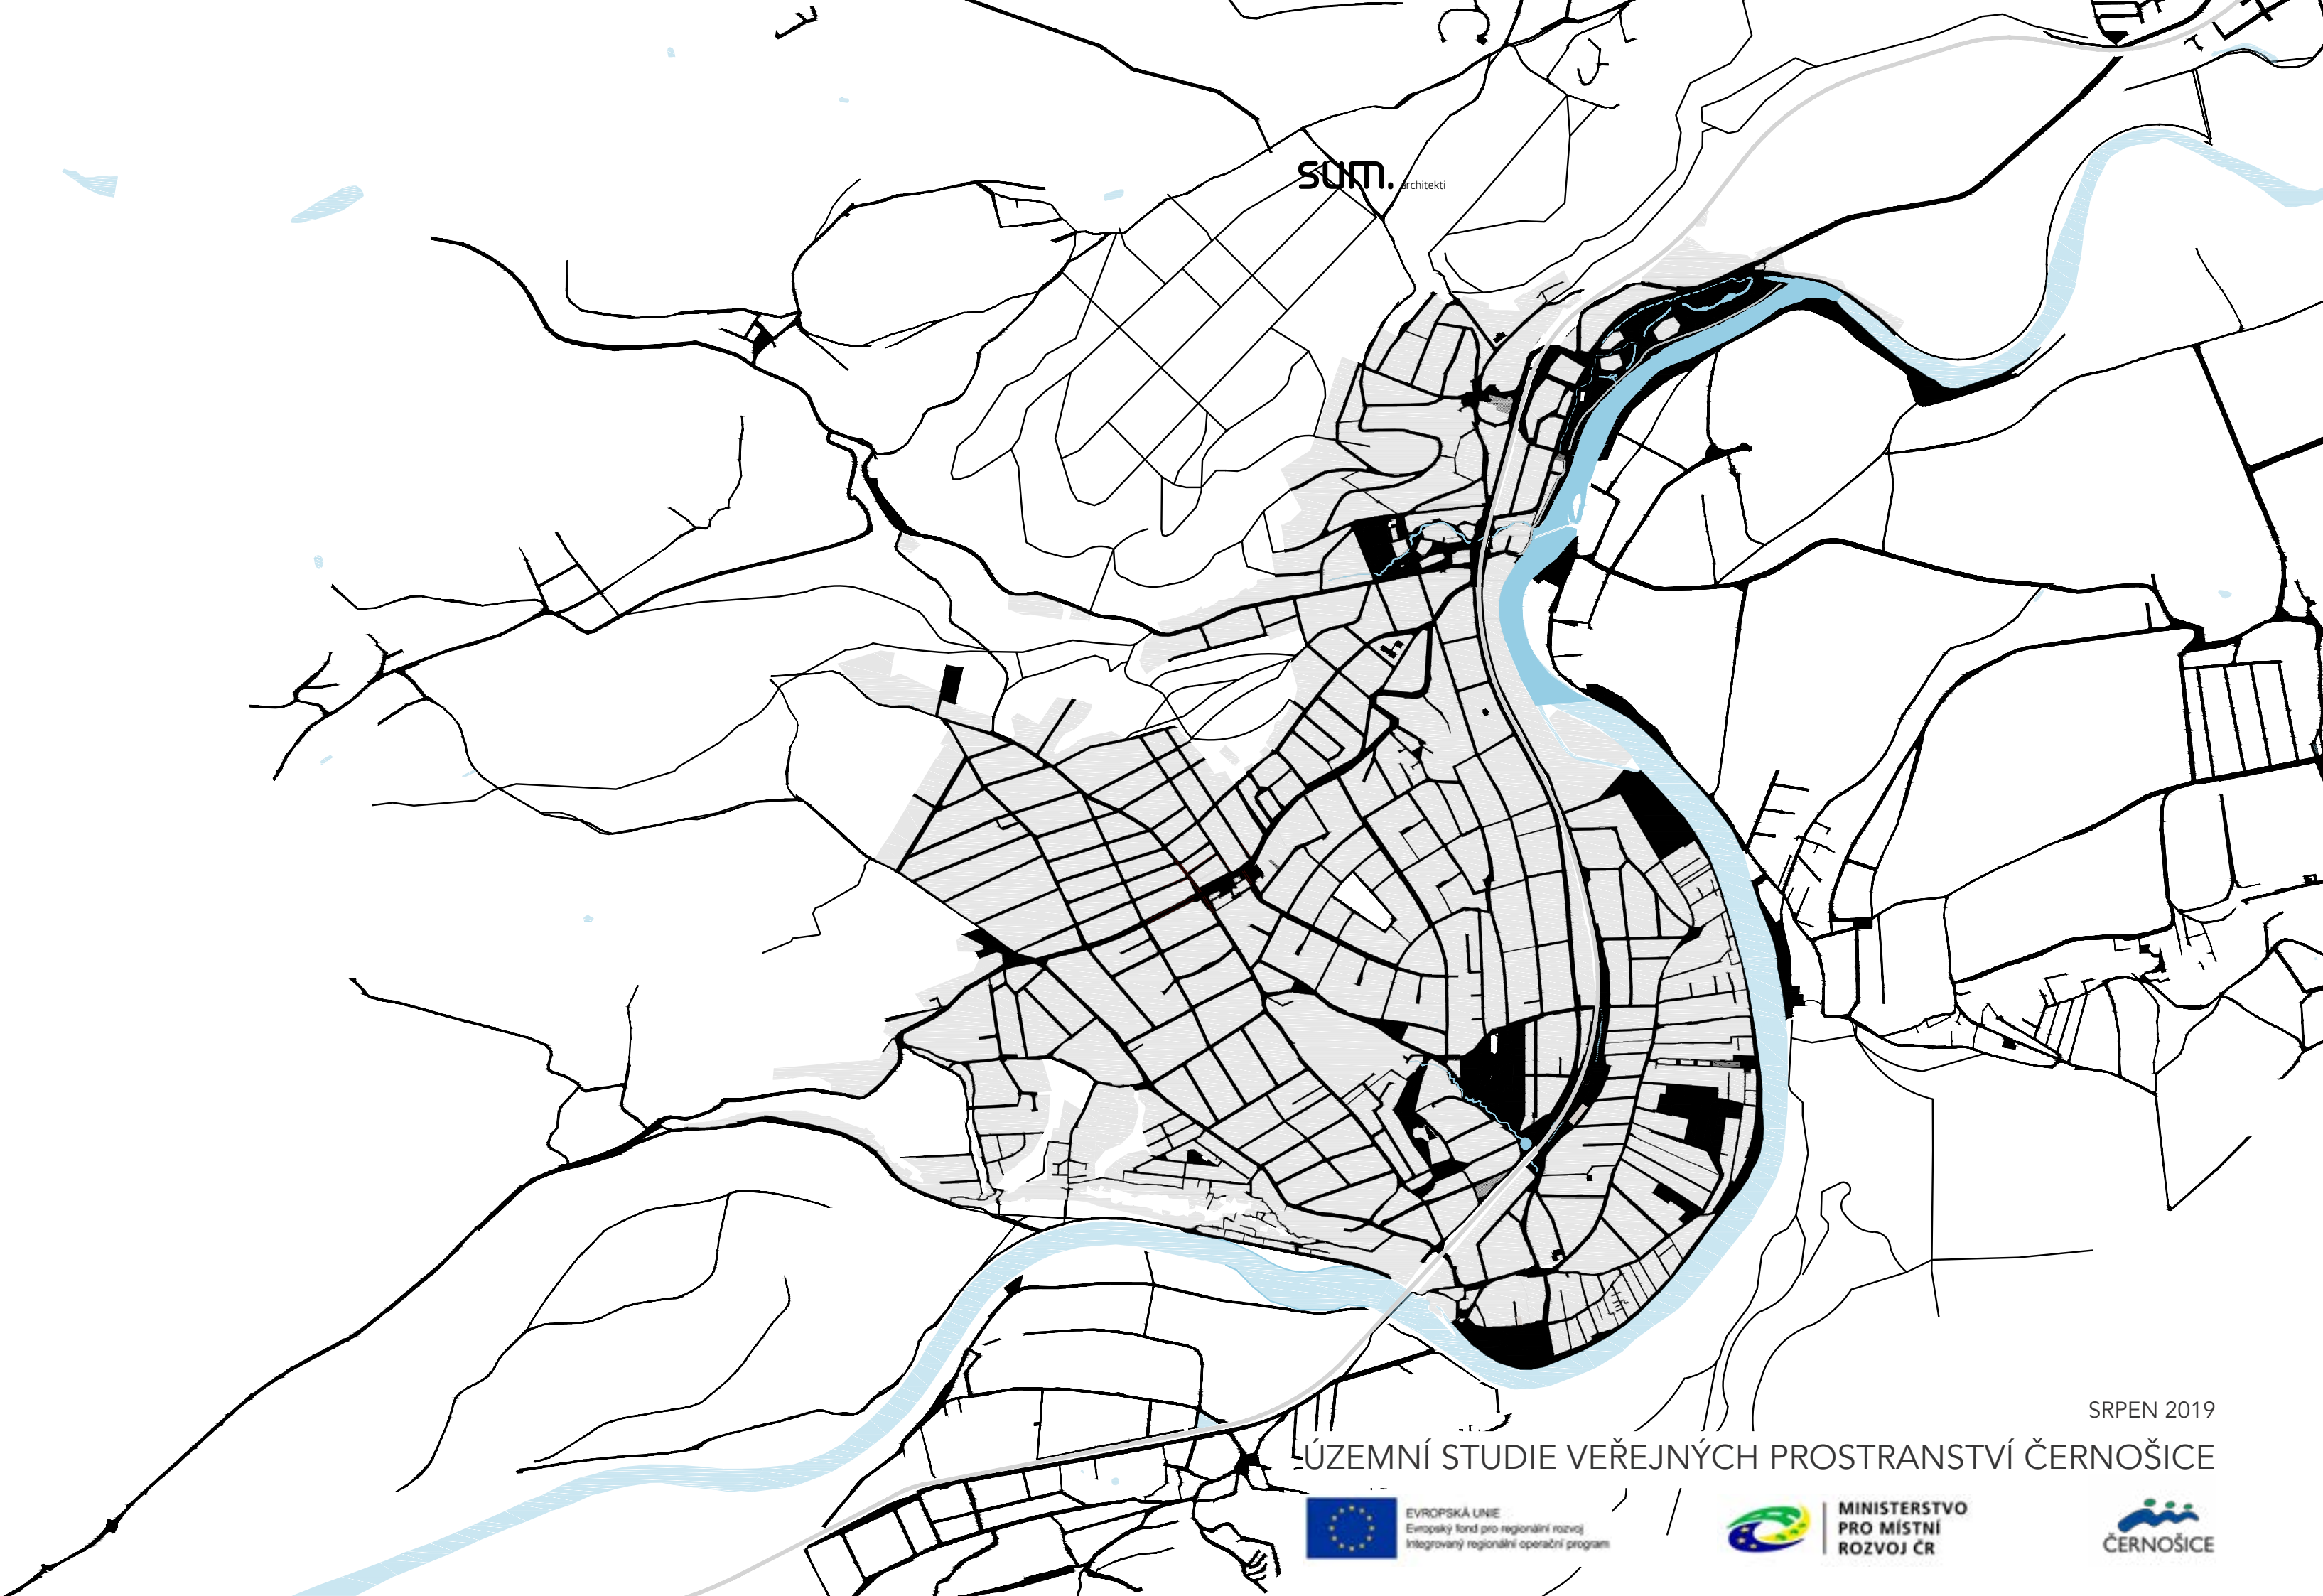 sum. architekti
SRPEN 2019
ÚZEMNÍ STUDIE VEŘEJNÝCH PROSTRANSTVÍ ČERNOŠICE
EVROPSKÁ UNIE
Evropský fond pro regionální rozvoj
Integrovaný regionální operační program
MINISTERSTVO
PRO MÍSTNÍ
ROZVOJ ČR
ČERNOŠICE